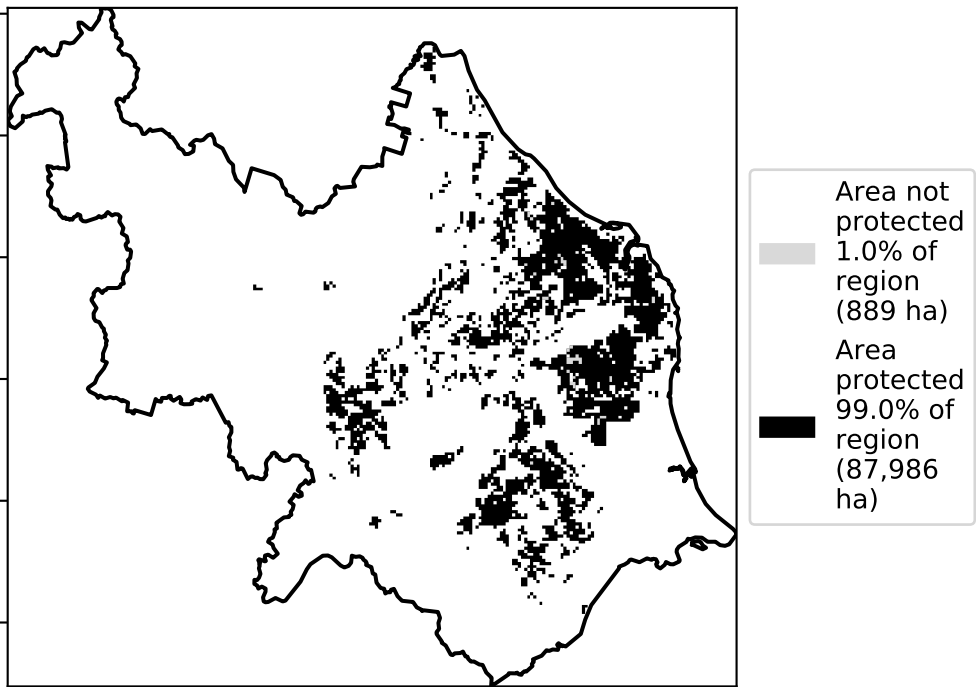 Area not
protected
1.0% of
region
(889 ha)
Area
protected
99.0% of
region
(87,986
ha)